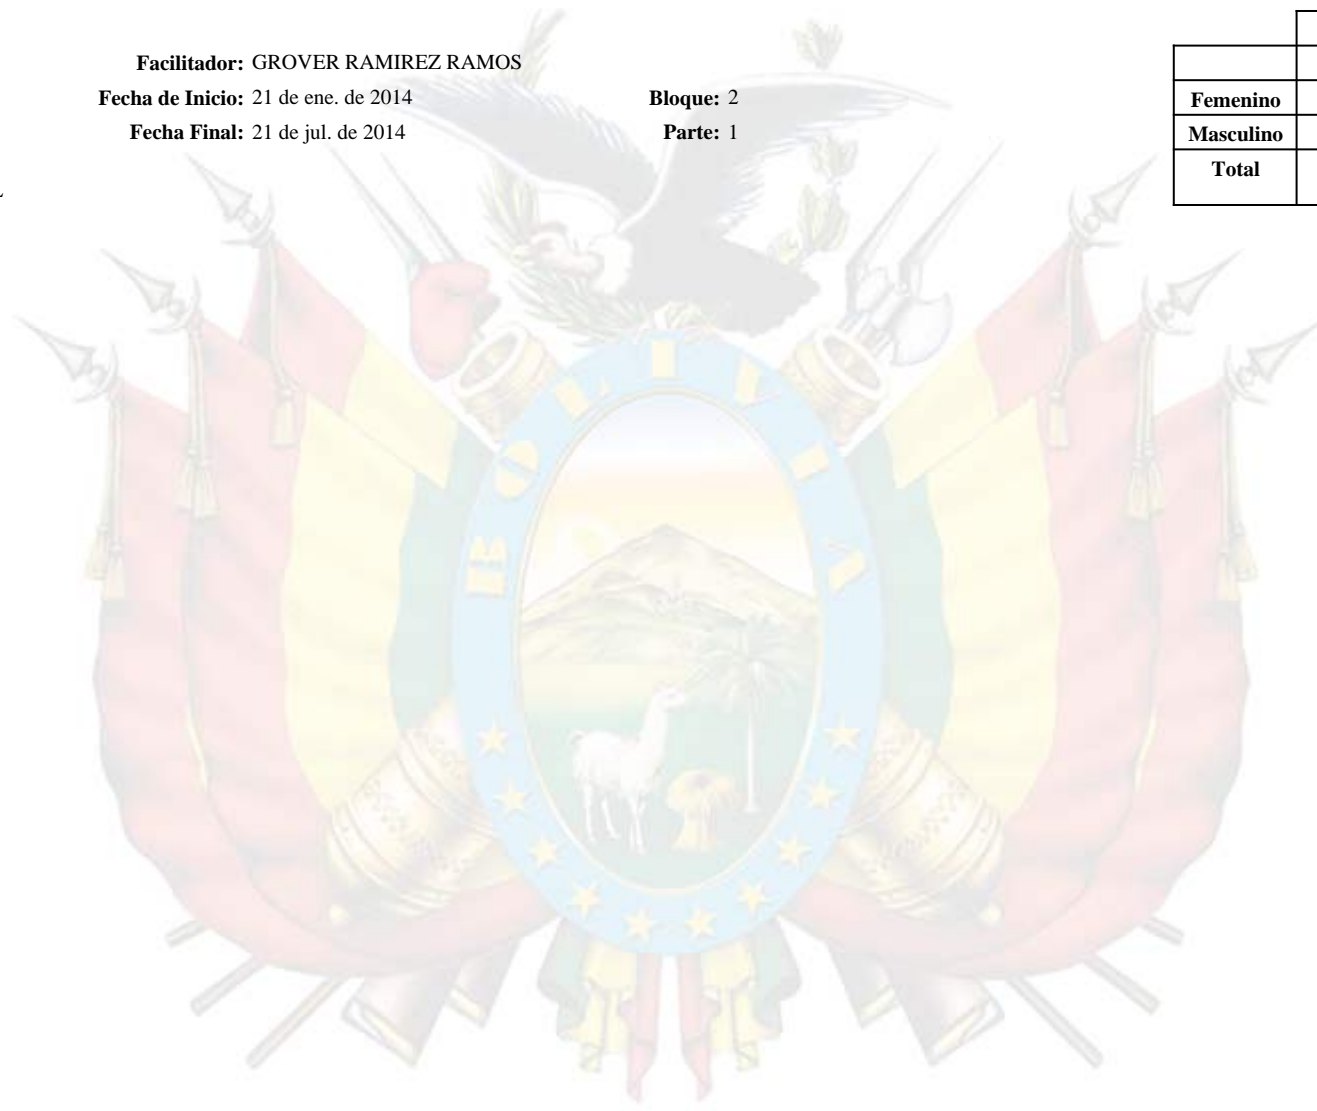 Facilitador: GROVER RAMIREZ RAMOS
Fecha de Inicio: 21 de ene. de 2014 Bloque: 2
Fecha Final: 21 de jul. de 2014 Parte: 1
Femenino
Masculino
Total
BOLIVIA